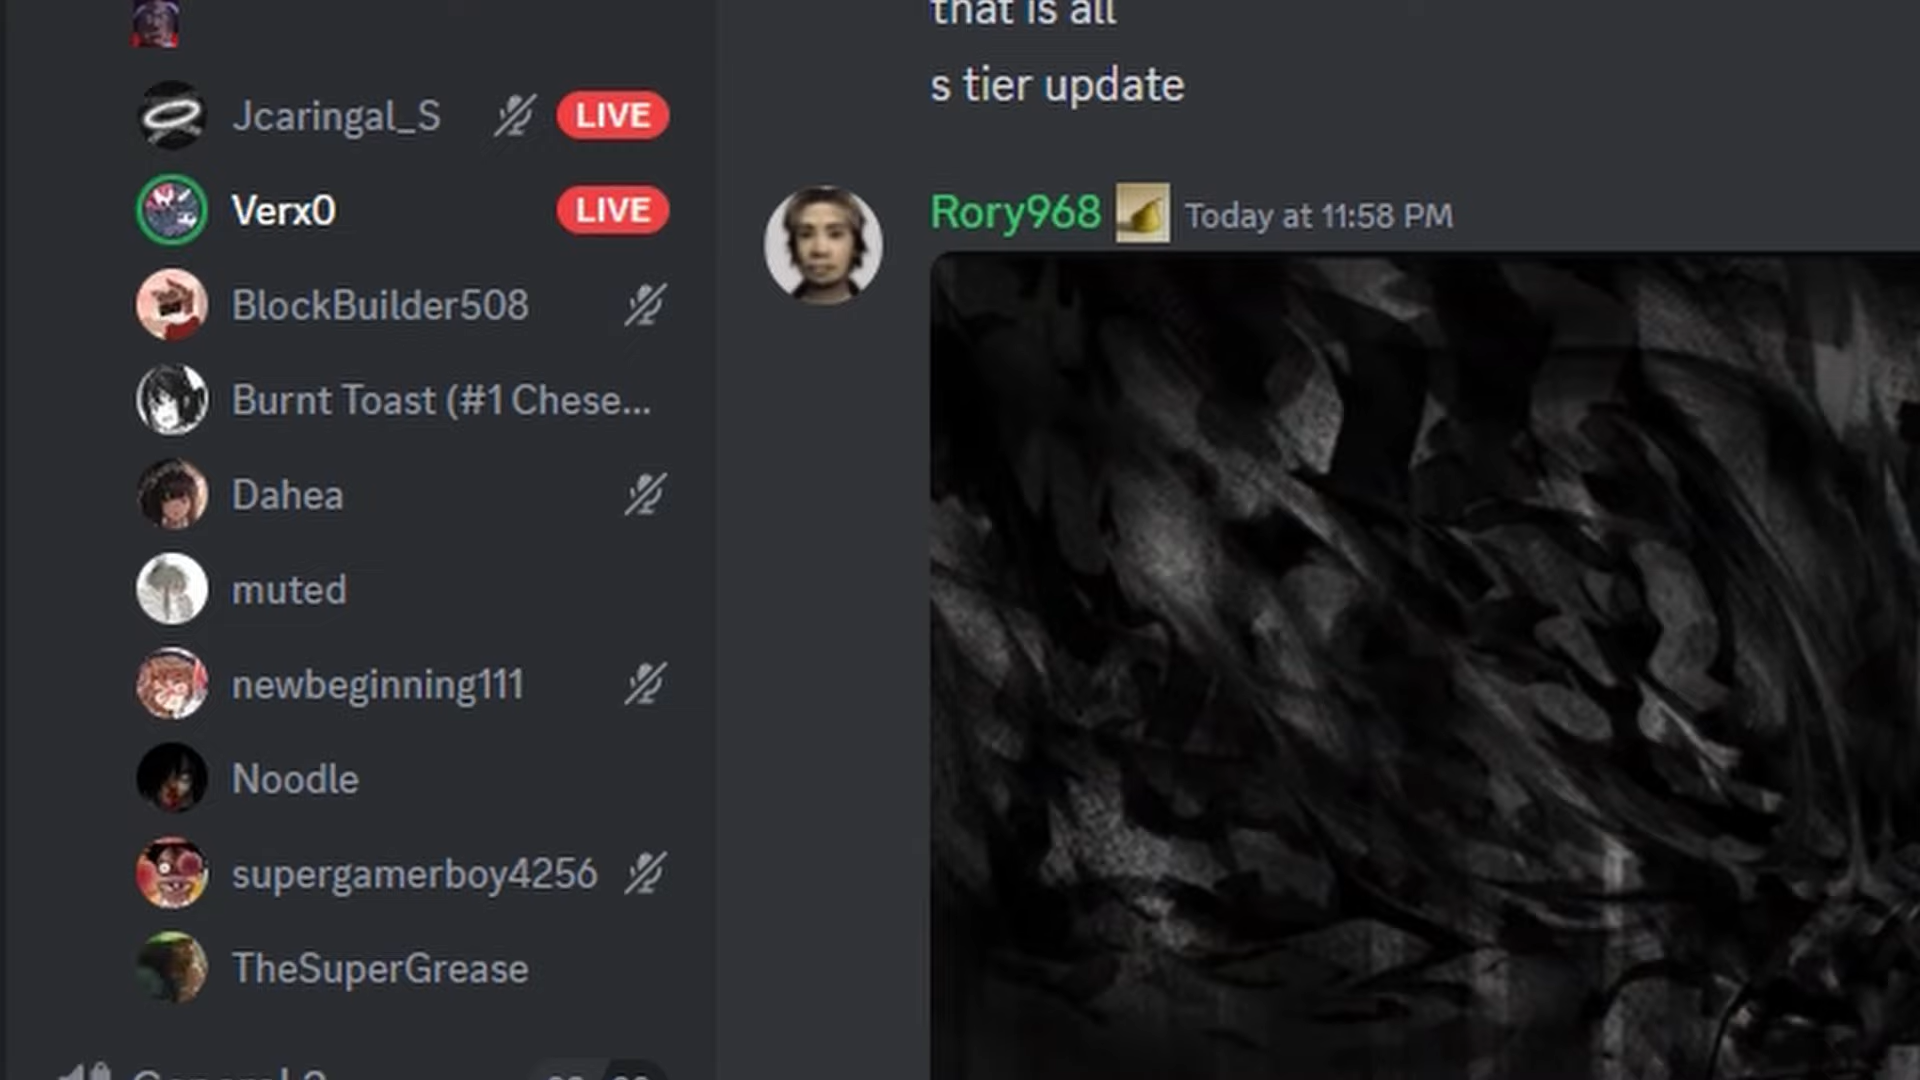 that is all
s tier update
Jcaringal_S LIVE
Verx0 LIVE
BlockBuilder508
Burnt Toast (#1 Chese...
Dahea
muted
newbeginning111
Noodle
supergamerboy4256
TheSuperGrease
Rory968 Today at 11:58 PM